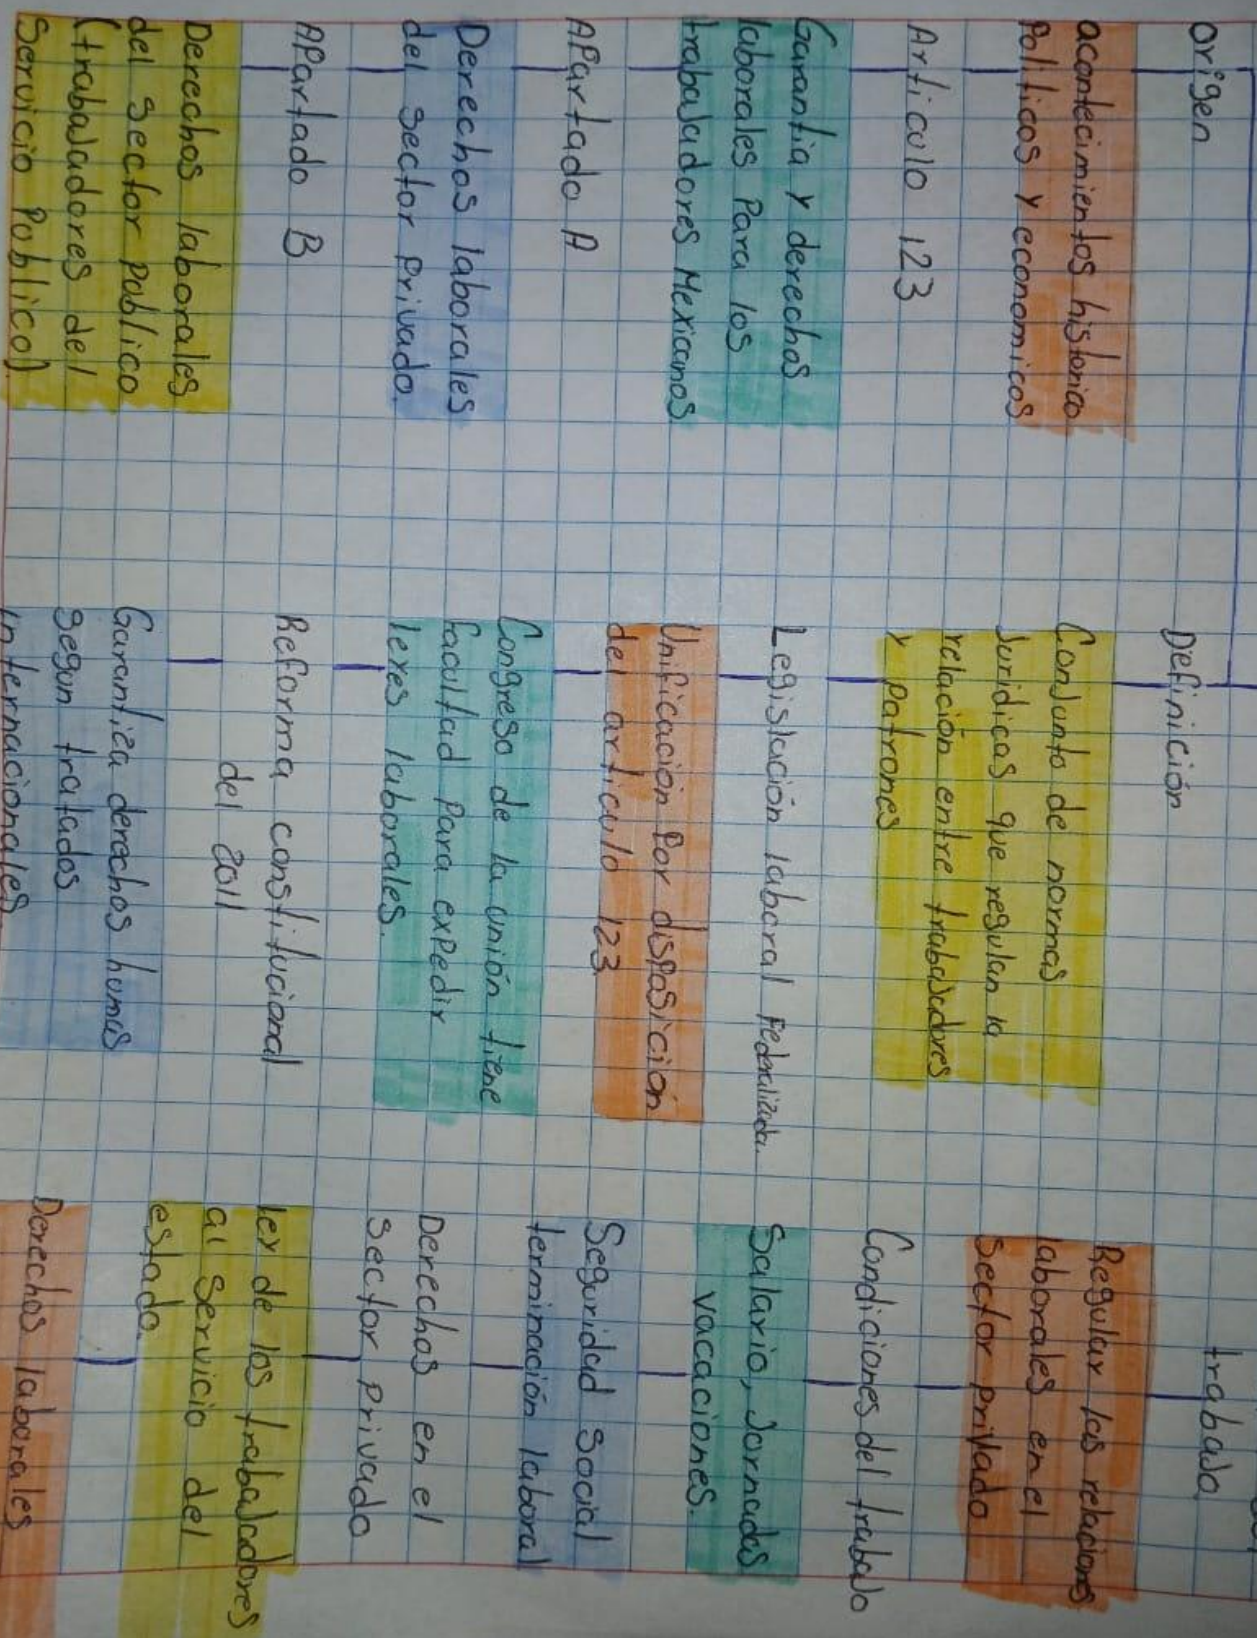 Origen
acontecimientos historicos
Politicos y economicos
Articulo 123
Garantia y derechos
laborales Para los
trabajadores Mexicanos
APartado A
Derechos laborales
del sector Privado.
APartado B
Derechos laborales
del sector publico
(trabajadores del
Servicio Publico)
Definición
Conjunto de normas
Juridicas que regulan la
relación entre trabajadores
y Patrones
Legislación laboral Federalizada.
Unificación Por disposición
del articulo 123
Congreso de la unión tiene
facultad Para expedir
leyes laborales.
Reforma constitucional
del 2011
Garantiza derechos humas
segun tratados
internacionales
trabajo
Regular las relaciones
laborales en el
Sector privado
Condiciones del trabajo
Salario, Jornadas
vacaciones.
Seguridad Social
terminación laboral
Derechos en el
sector Privado
ley de los trabajadores
al servicio del
estado.
Derechos laborales